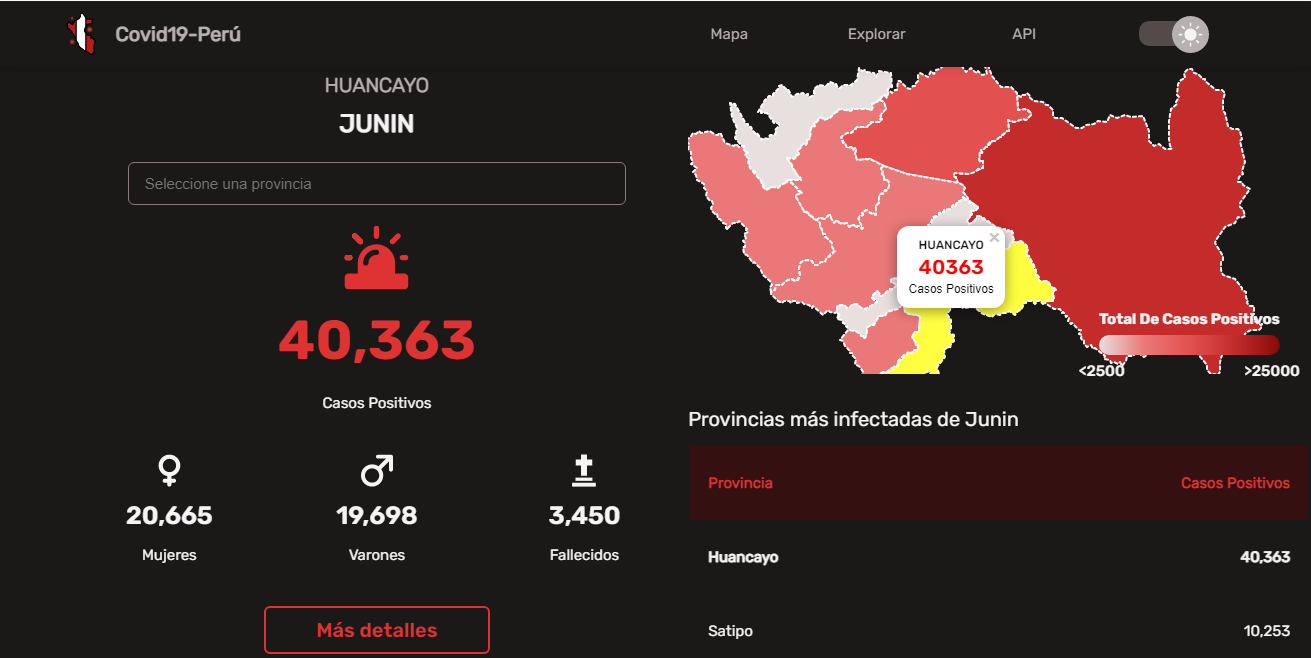 Covid19-Perú
Mapa
Explorar
API
HUANCAYO
JUNIN
Seleccione una provincia
40,363
Casos Positivos
20,665
19,698
3,450
Mujeres
Varones
Fallecidos
Más detalles
HUANCAYO
×
40363
Casos Positivos
Total De Casos Positivos
<2500
>25000
Provincias más infectadas de Junin
Provincia
Casos Positivos
Huancayo
40,363
Satipo
10,253